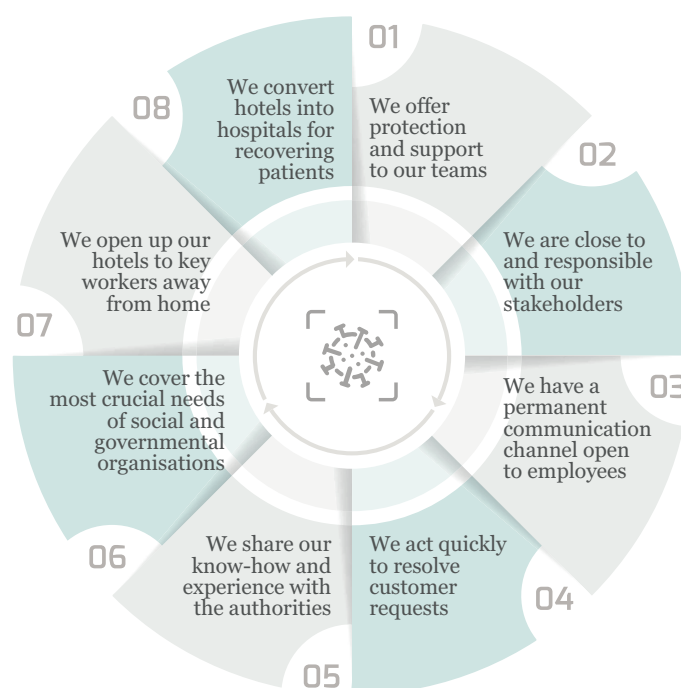 01
We offer
protection
and support
to our teams
02
We are close to
and responsible
with our
stakeholders
03
We have a
permanent
communication
channel open
to employees
04
We act quickly
to resolve
customer
requests
05
We share our
know-how and
experience with
the authorities
06
We cover the
most crucial needs
of social and
governmental
organisations
07
We open up our
hotels to key
workers away
from home
08
We convert
hotels into
hospitals for
recovering
patients